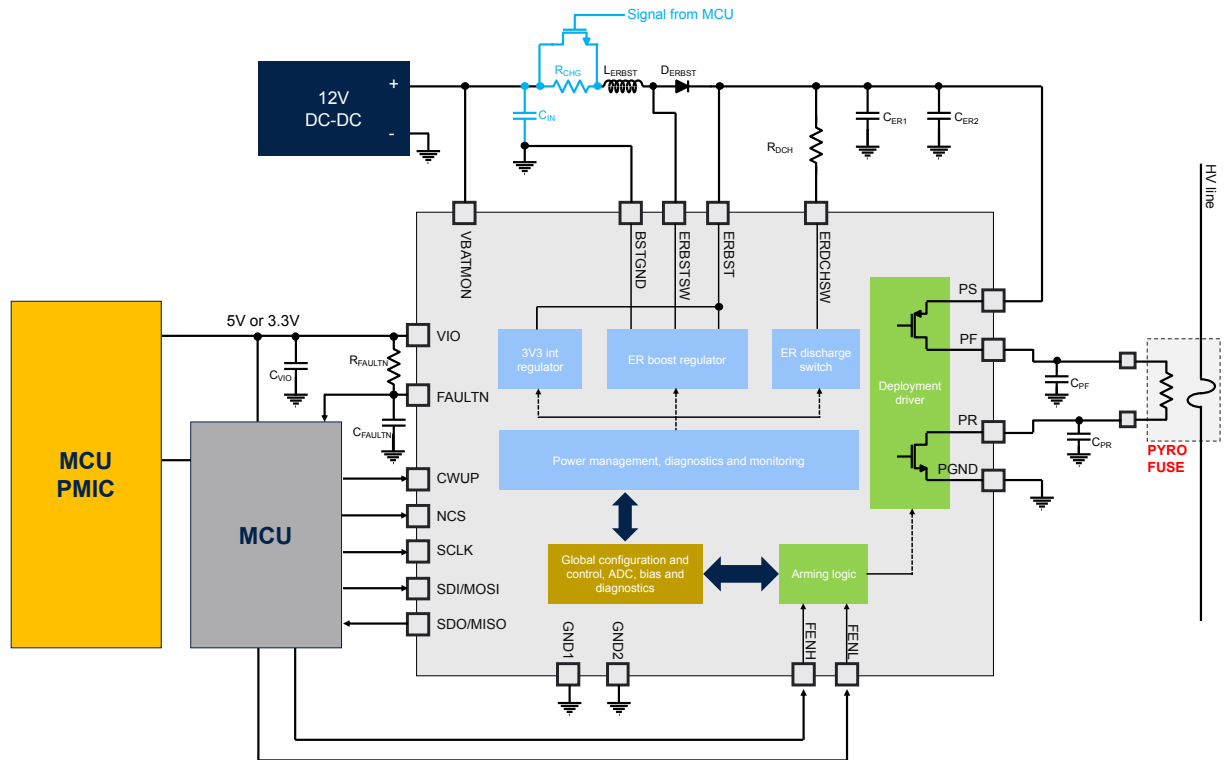 Signal from MCU
12V
DC-DC
+
-
RCHG
LERBST
DERBST
CIN
RDCH
CER1
CER2
HV line
VBATMON
BSTGND
ERBSTSW
ERBST
ERDCHSW
5V or 3.3V
VIO
RFAULTN
CVIO
FAULTN
CFAULTN
3V3 int
regulator
ER boost regulator
ER discharge
switch
Deployment
driver
PS
PF
CPF
PR
CPR
PGND
PYRO
FUSE
MCU
PMIC
MCU
CWUP
NCS
SCLK
SDI/MOSI
SDO/MISO
Power management, diagnostics and monitoring
Global configuration and
control, ADC, bias and
diagnostics
Arming logic
GND1
GND2
FENH
FENL